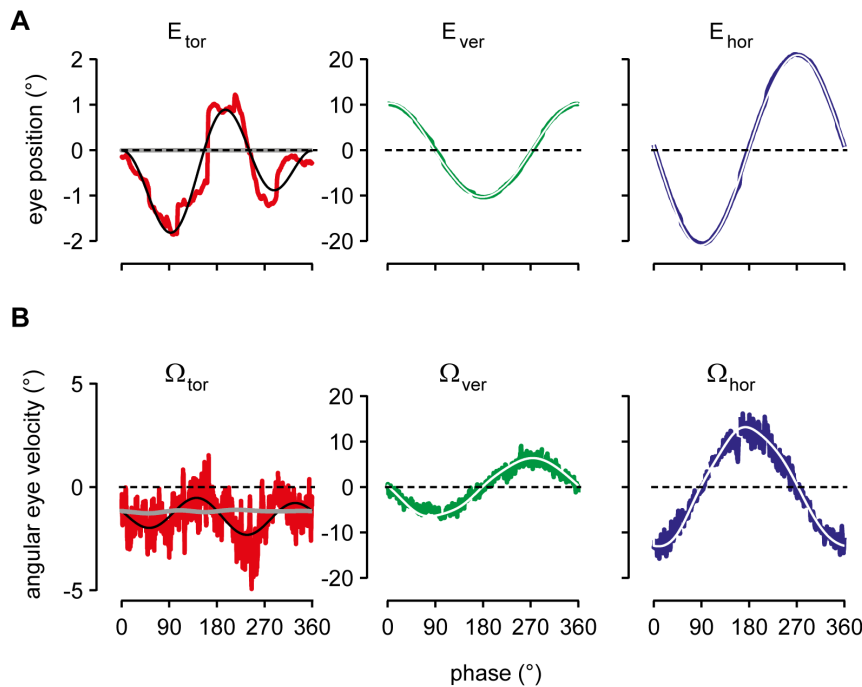 A
E tor
E ver
E hor
eye position (°)
2
1
0
-1
-2
20
10
0
-10
-20
B
Ω tor
Ω ver
Ω hor
angular eye velocity (°)
5
0
-5
20
10
0
-10
-20
0 90 180 270 360
0 90 180 270 360
0 90 180 270 360
phase (°)